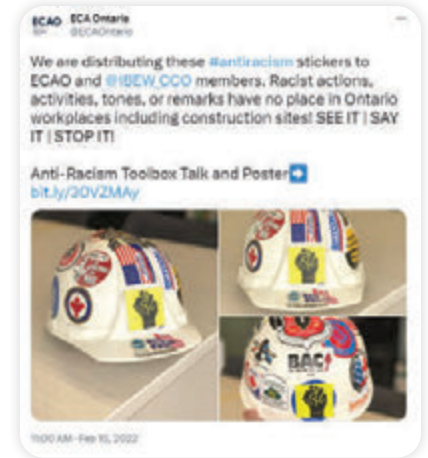 ECAO ECA Ontario
@ECAOntario
We are distributing these #antiracism stickers to
ECAO and @IBEW_CCO members. Racist actions,
activities, tones, or remarks have no place in Ontario
workplaces including construction sites! SEE IT | SAY
IT | STOP IT!
Anti-Racism Toolbox Talk and Poster➡
bit.ly/3OVZMAy
BAC!
11:00 AM - Feb 10, 2022